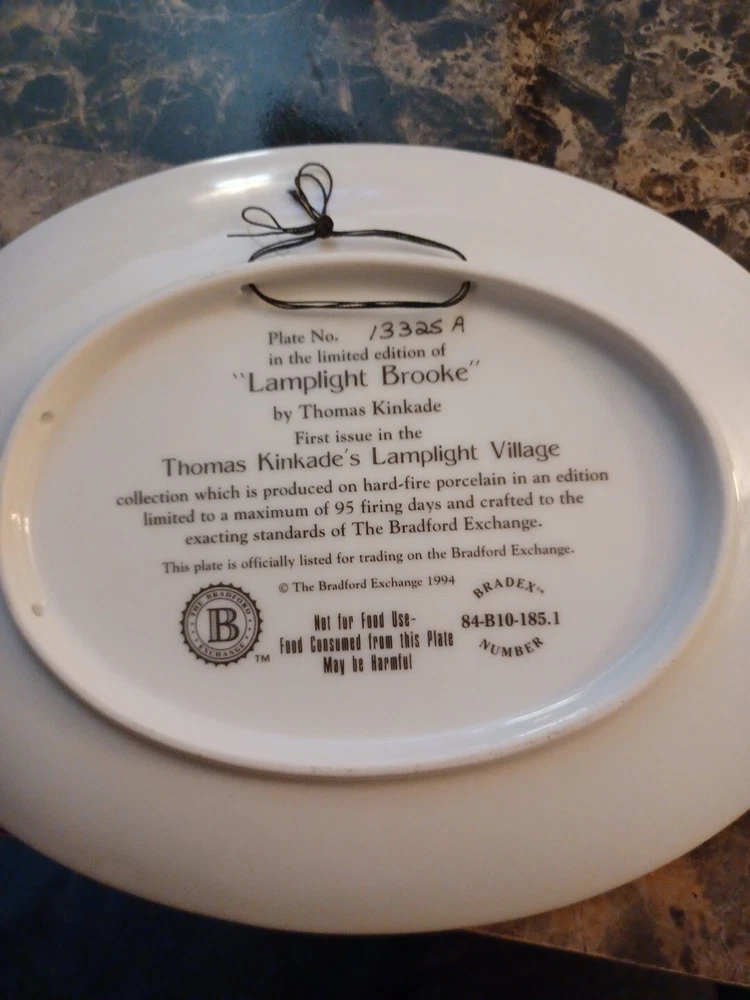 Plate No. 13325 A
in the limited edition of
"Lamplight Brooke"
by Thomas Kinkade
First issue in the
Thomas Kinkade's Lamplight Village
collection which is produced on hard-fire porcelain in an edition
limited to a maximum of 95 firing days and crafted to the
exacting standards of The Bradford Exchange.
This plate is officially listed for trading on the Bradford Exchange.
© The Bradford Exchange 1994
THE BRADFORD
B
EXCHANGE
TM
Not for Food Use-
Food Consumed from this Plate
May be Harmful
BRADEX™
84-B10-185.1
NUMBER